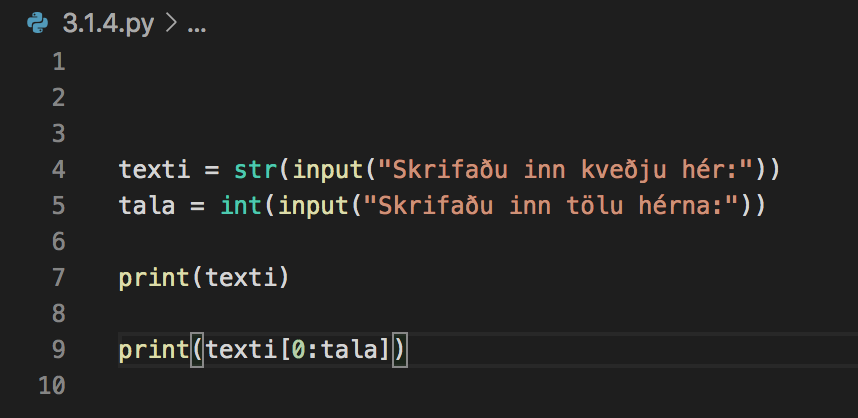 3.1.4.py > ...
1
2
3
4 texti = str(input("Skrifaðu inn kveðju hér:"))
5 tala = int(input("Skrifaðu inn tölu hérna:"))
6
7 print(texti)
8
9 print(texti[0:tala])
10